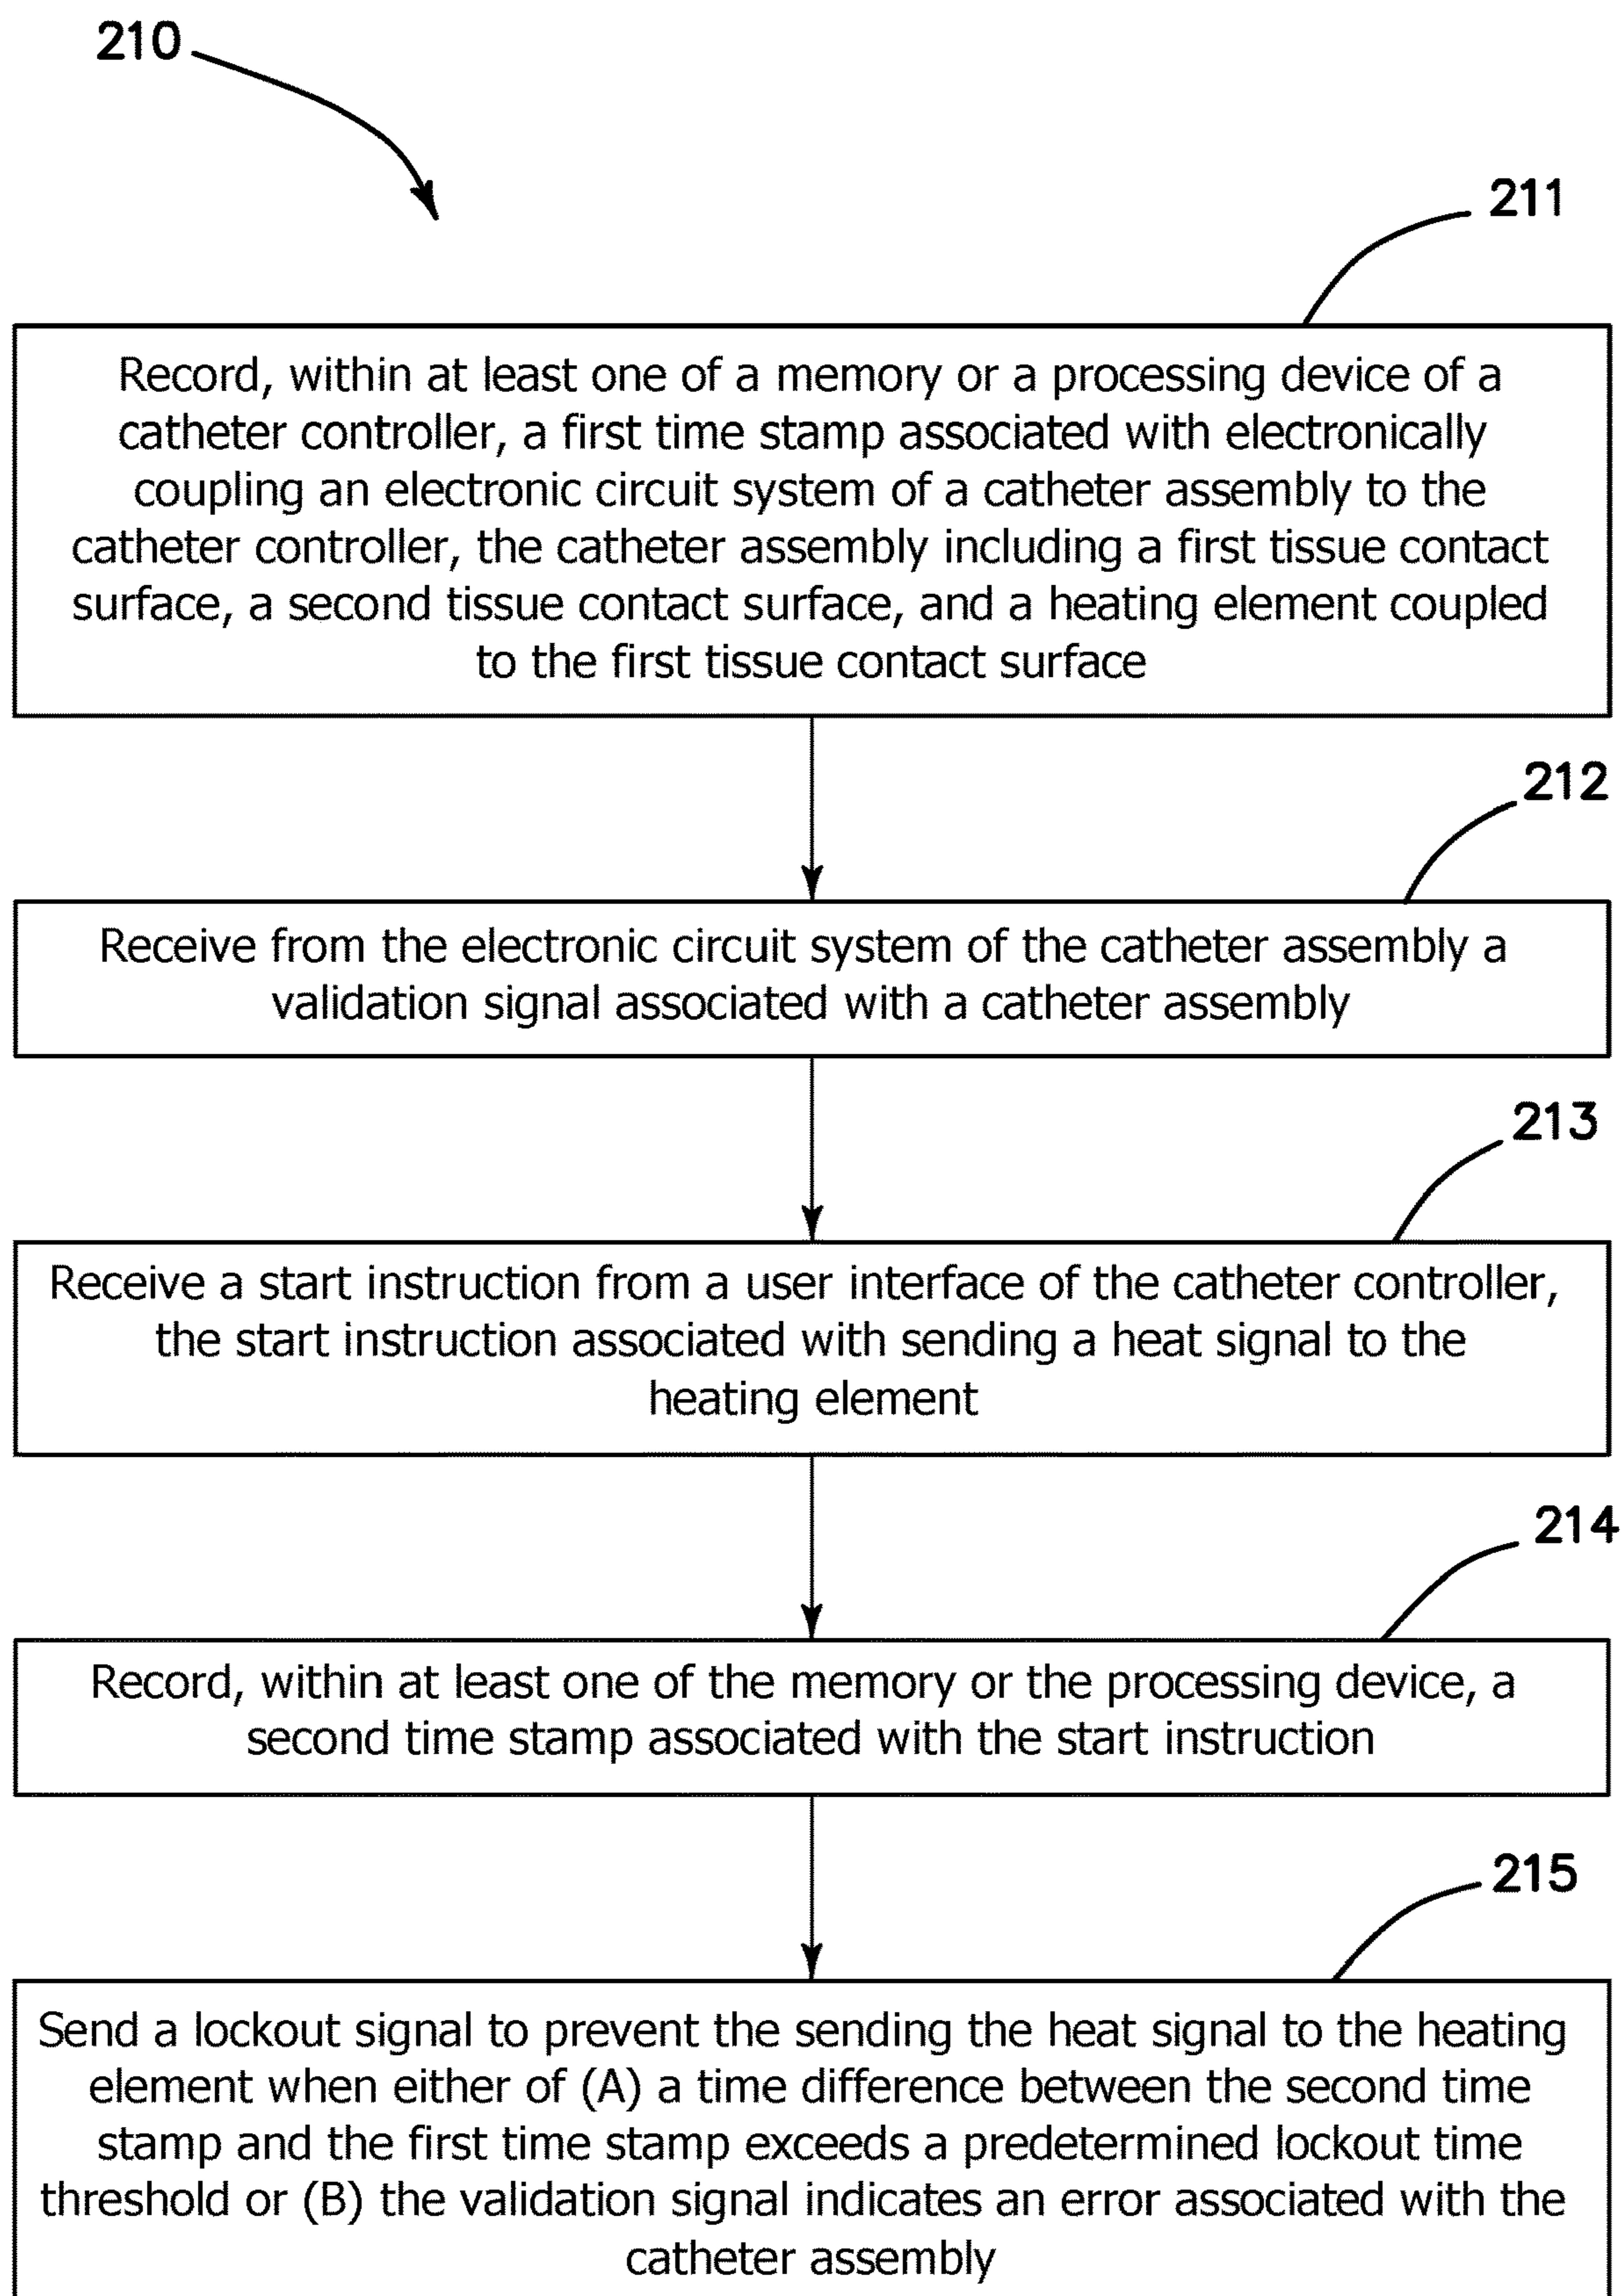 210
211
Record, within at least one of a memory or a processing device of a
catheter controller, a first time stamp associated with electronically
coupling an electronic circuit system of a catheter assembly to the
catheter controller, the catheter assembly including a first tissue contact
surface, a second tissue contact surface, and a heating element coupled
to the first tissue contact surface
212
Receive from the electronic circuit system of the catheter assembly a
validation signal associated with a catheter assembly
213
Receive a start instruction from a user interface of the catheter controller,
the start instruction associated with sending a heat signal to the
heating element
214
Record, within at least one of the memory or the processing device, a
second time stamp associated with the start instruction
215
Send a lockout signal to prevent the sending the heat signal to the heating
element when either of (A) a time difference between the second time
stamp and the first time stamp exceeds a predetermined lockout time
threshold or (B) the validation signal indicates an error associated with the
catheter assembly